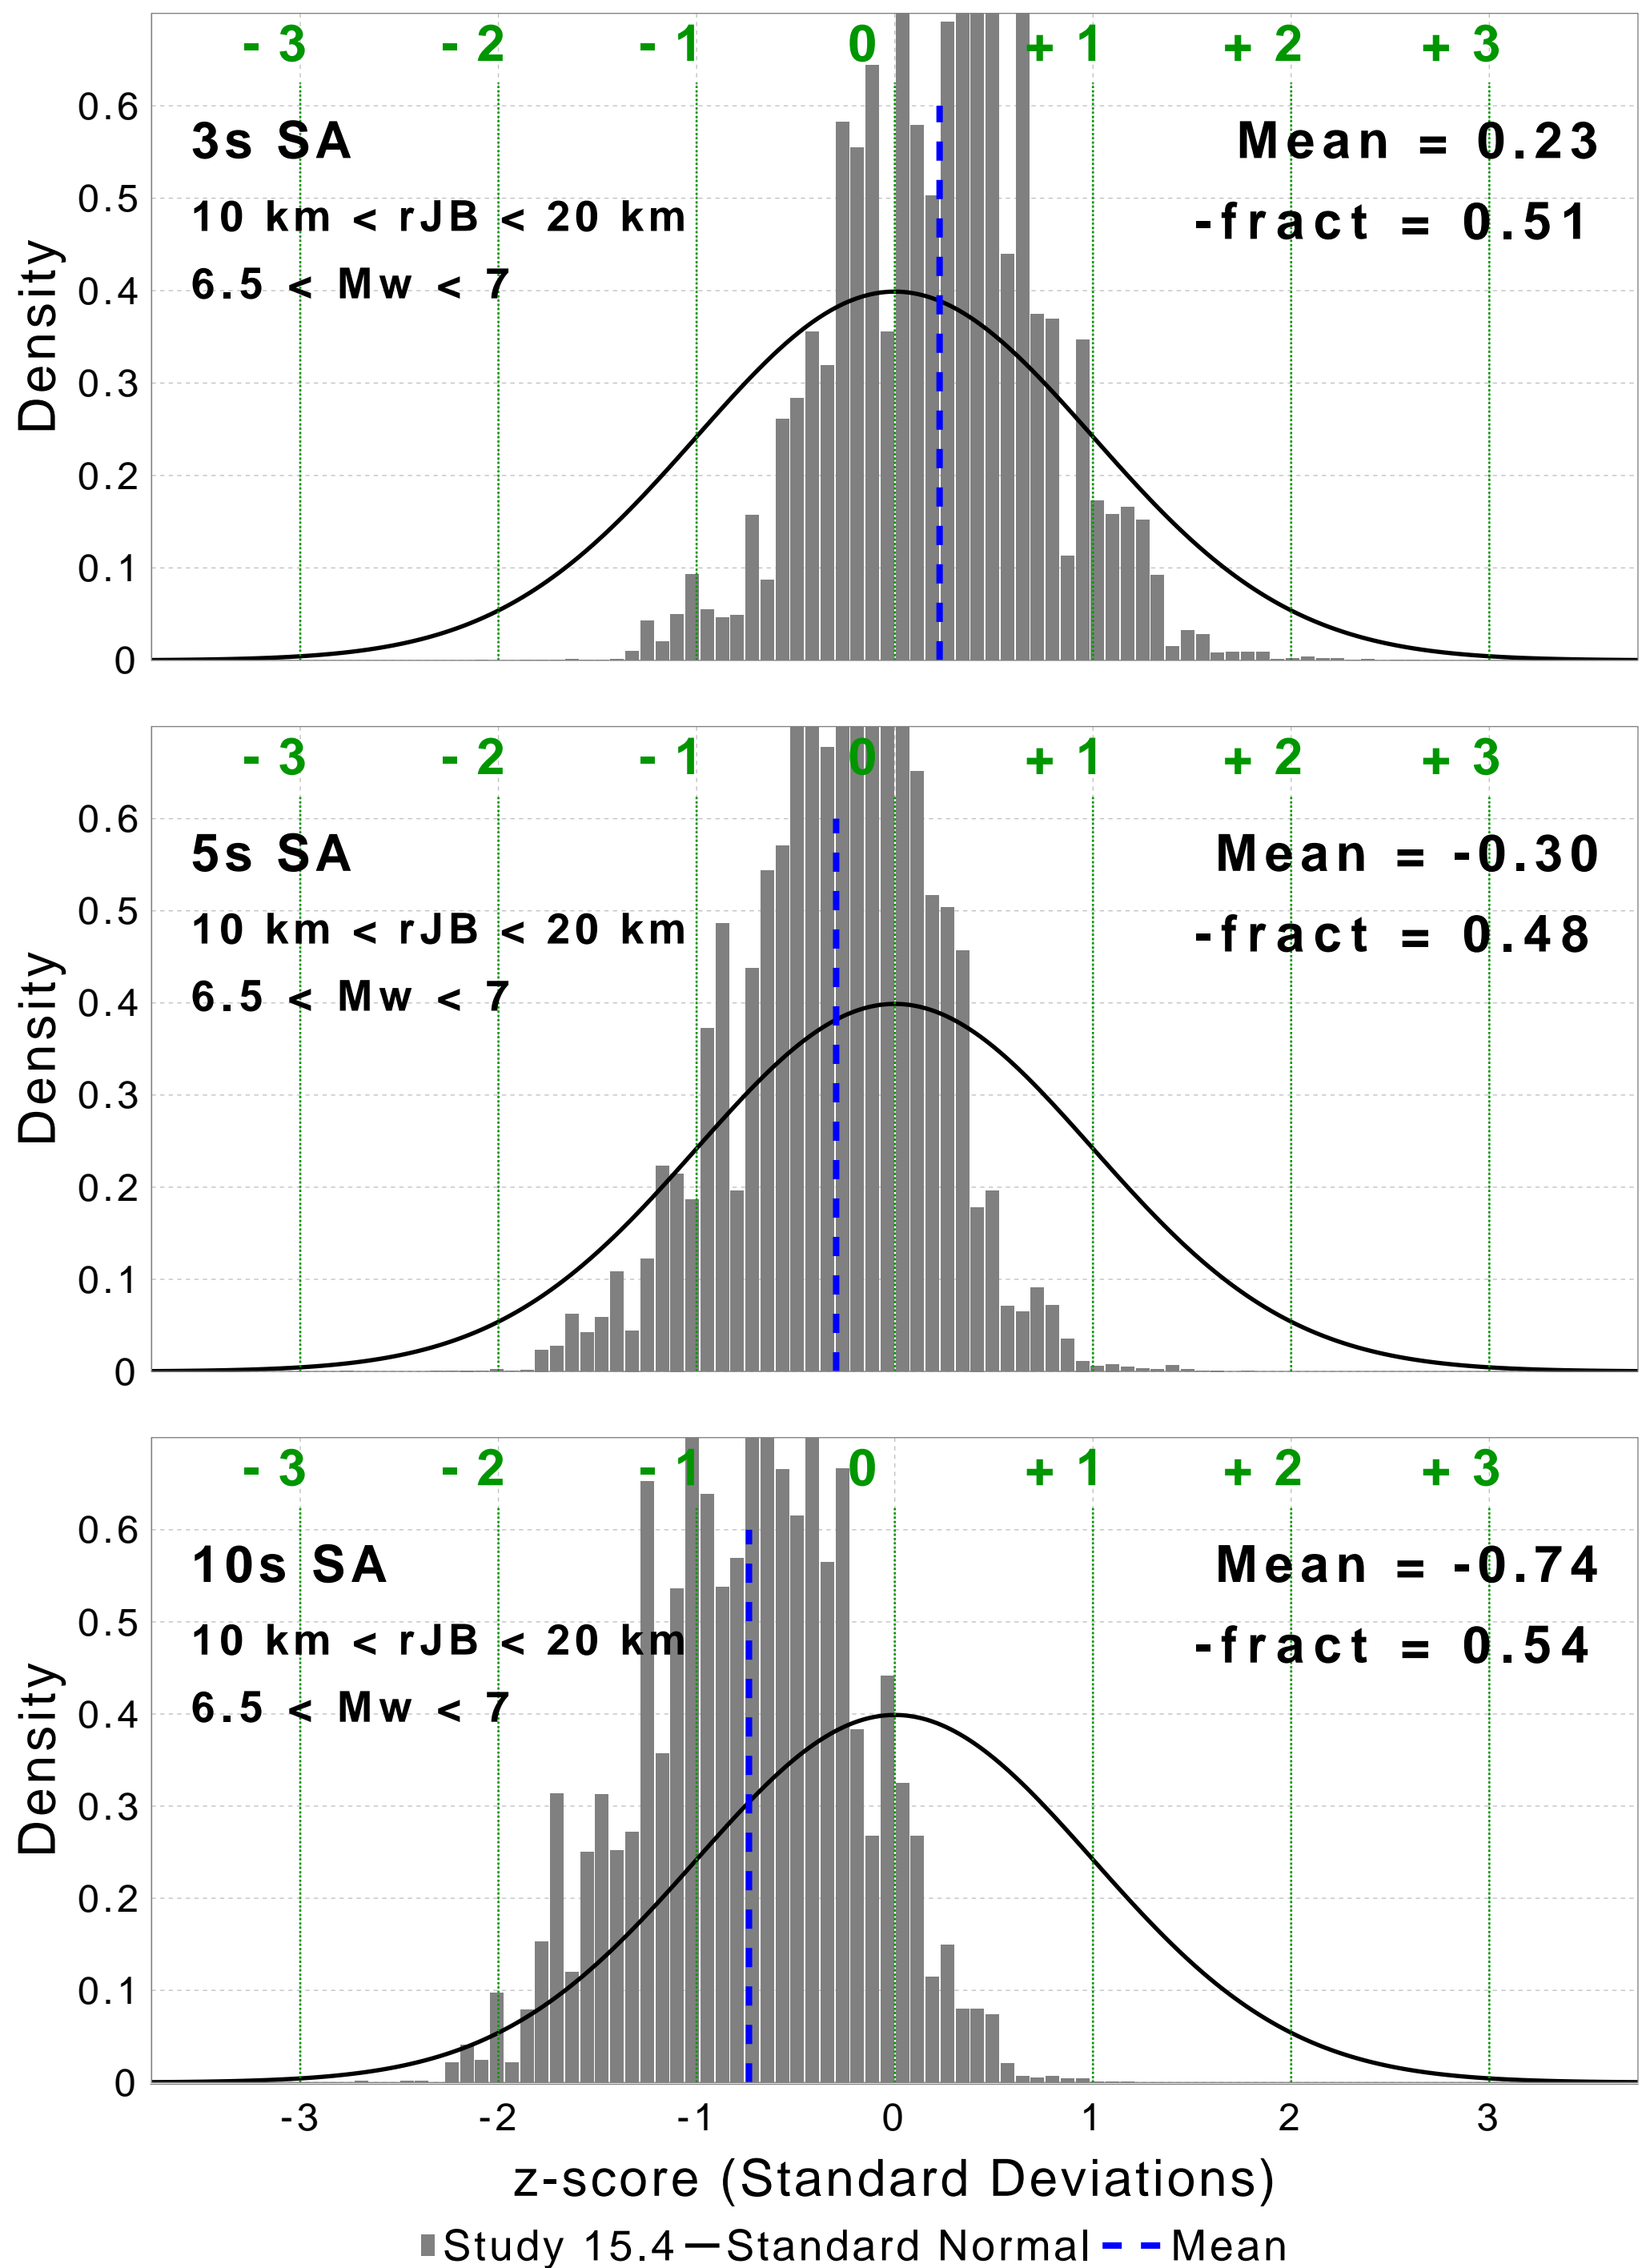 - 3 - 2 - 1 0 + 1 + 2 + 3
0.6
3s SA
Mean = 0.23
0.5
10 km < rJB < 20 km
-fract = 0.51
0.4
6.5 < Mw < 7
Density
0.3
0.2
0.1
0
- 3 - 2 - 1 0 + 1 + 2 + 3
0.6
5s SA
Mean = -0.30
0.5
10 km < rJB < 20 km
-fract = 0.48
0.4
6.5 < Mw < 7
Density
0.3
0.2
0.1
0
- 3 - 2 - 1 0 + 1 + 2 + 3
0.6
10s SA
Mean = -0.74
0.5
10 km < rJB < 20 km
-fract = 0.54
0.4
6.5 < Mw < 7
Density
0.3
0.2
0.1
0
-3 -2 -1 0 1 2 3
z-score (Standard Deviations)
Study 15.4 Standard Normal Mean